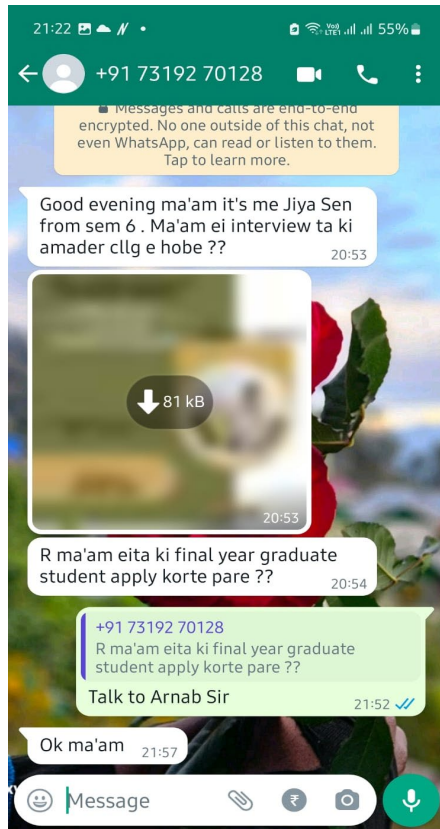 21:22
VoD
LTE1
55%
+91 73192 70128
Messages and calls are end-to-end
encrypted. No one outside of this chat, not
even WhatsApp, can read or listen to them.
Tap to learn more.
Good evening ma'am it's me Jiya Sen
from sem 6 . Ma'am ei interview ta ki
amader cllg e hobe ??
20:53
81 kB
20:53
R ma'am eita ki final year graduate
student apply korte pare ??
20:54
+91 73192 70128
R ma'am eita ki final year graduate
student apply korte pare ??
Talk to Arnab Sir
21:52
Ok ma'am
21:57
Message